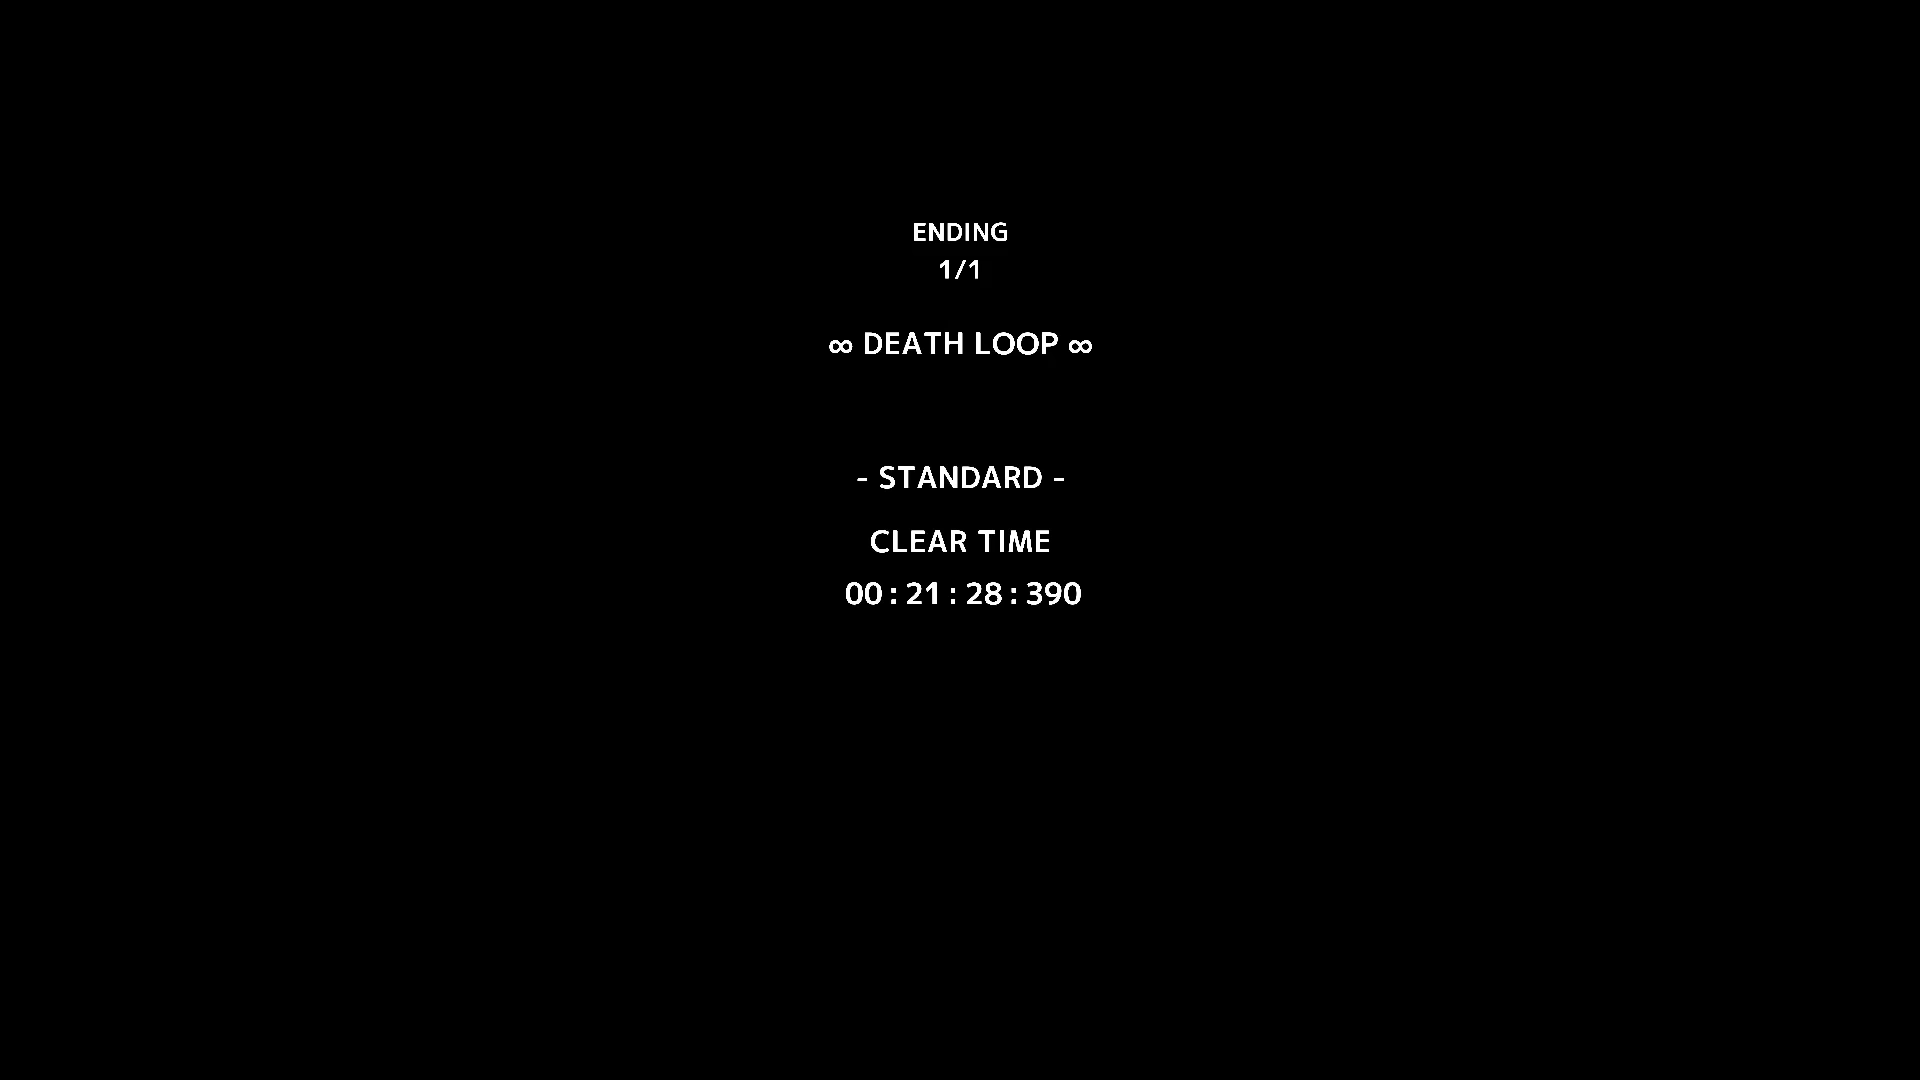 ENDING
1/1
∞ DEATH LOOP ∞
- STANDARD -
CLEAR TIME
00 : 21 : 28 : 390